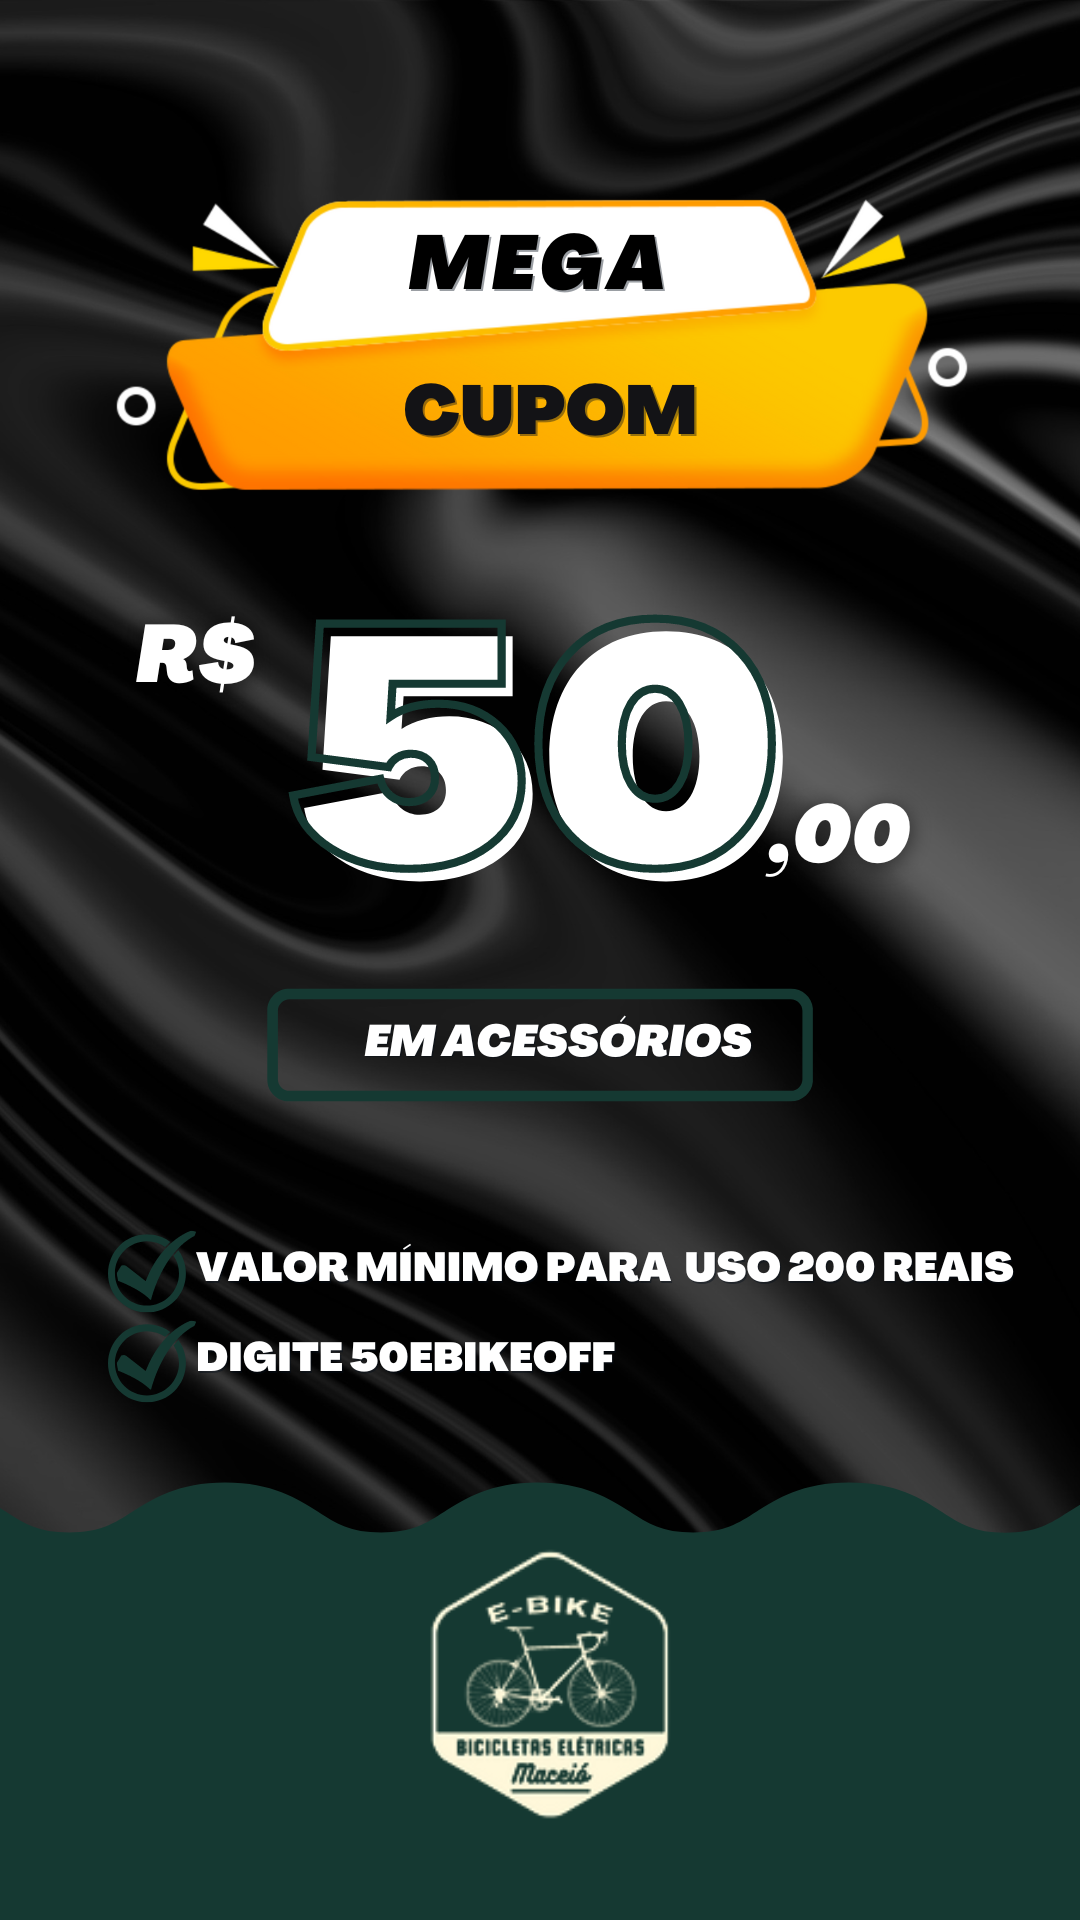 MEGA
CUPOM
R$ 50,00
EM ACESSÓRIOS
VALOR MÍNIMO PARA USO 200 REAIS
DIGITE 50EBIKEOFF
E-BIKE
BICICLETAS ELÉTRICAS
Maceió